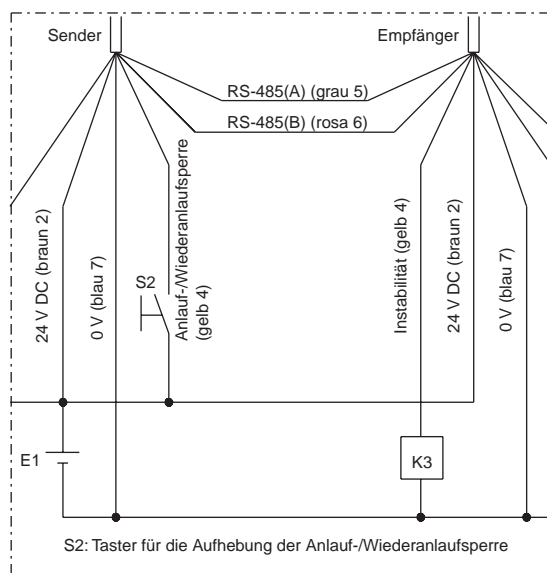 Sender
Empfänger
RS-485(A) (grau 5)
RS-485(B) (rosa 6)
24 V DC (braun 2)
0 V (blau 7)
S2
Anlauf-/Wiederanlaufsperre
(gelb 4)
Instabilität (gelb 4)
24 V DC (braun 2)
0 V (blau 7)
E1
K3
S2: Taster für die Aufhebung der Anlauf-/Wiederanlaufsperre